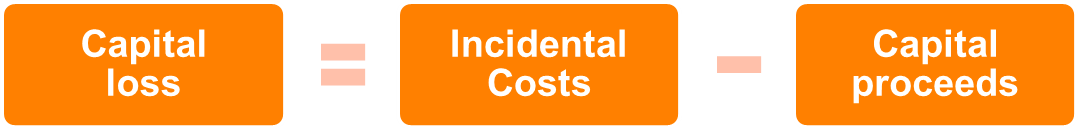 Capital
loss
=
Incidental
Costs
-
Capital
proceeds